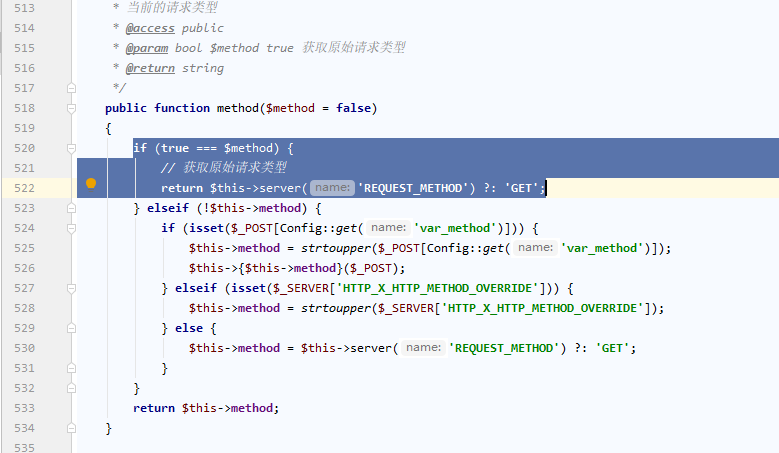 513 * 当前的请求类型
514 * @access public
515 * @param bool $method true 获取原始请求类型
516 * @return string
517 */
518 public function method($method = false)
519 {
520 if (true === $method) {
521 // 获取原始请求类型
522 return $this->server( name: 'REQUEST_METHOD') ?: 'GET';
523 } elseif (!$this->method) {
524 if (isset($_POST[Config::get( name: 'var_method')])) {
525 $this->method = strtoupper($_POST[Config::get( name: 'var_method')]);
526 $this->{$this->method}($_POST);
527 } elseif (isset($_SERVER['HTTP_X_HTTP_METHOD_OVERRIDE'])) {
528 $this->method = strtoupper($_SERVER['HTTP_X_HTTP_METHOD_OVERRIDE']);
529 } else {
530 $this->method = $this->server( name: 'REQUEST_METHOD') ?: 'GET';
531 }
532 }
533 return $this->method;
534 }
535